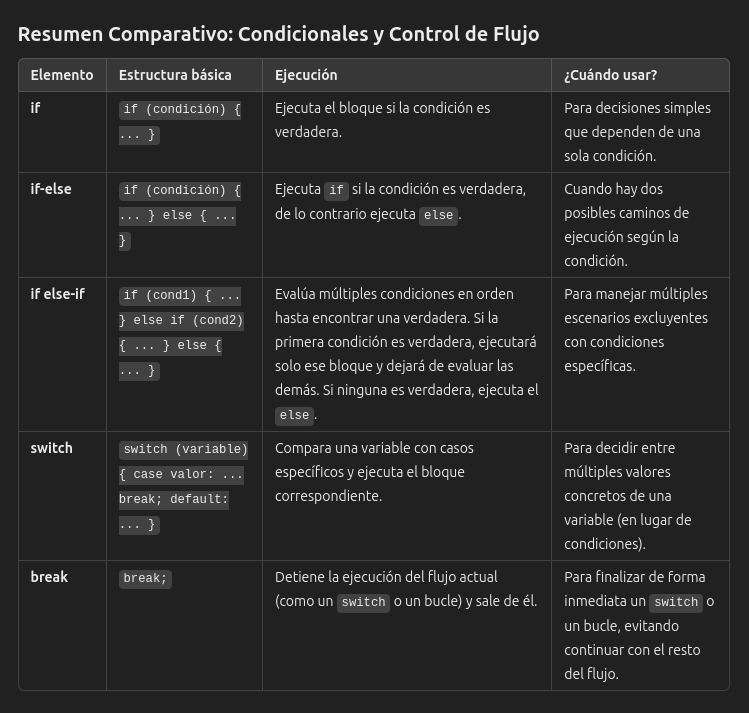 Resumen Comparativo: Condicionales y Control de Flujo
Elemento Estructura básica Ejecución ¿Cuándo usar?
if
if (condición) {
... }
Ejecuta el bloque si la condición es
verdadera.
Para decisiones simples
que dependen de una
sola condición.
if-else
if (condición) {
... } else { ...
}
Ejecuta if si la condición es verdadera,
de lo contrario ejecuta else.
Cuando hay dos
posibles caminos de
ejecución según la
condición.
if else-if
if (cond1) { ...
} else if (cond2)
{ ... } else {
... }
Evalúa múltiples condiciones en orden
hasta encontrar una verdadera. Si la
primera condición es verdadera, ejecutará
solo ese bloque y dejará de evaluar las
demás. Si ninguna es verdadera, ejecuta el
else.
Para manejar múltiples
escenarios excluyentes
con condiciones
específicas.
switch
switch (variable)
{ case valor: ...
break; default:
... }
Compara una variable con casos
específicos y ejecuta el bloque
correspondiente.
Para decidir entre
múltiples valores
concretos de una
variable (en lugar de
condiciones).
break
break;
Detiene la ejecución del flujo actual
(como un switch o un bucle) y sale de él.
Para finalizar de forma
inmediata un switch o
un bucle, evitando
continuar con el resto
del flujo.